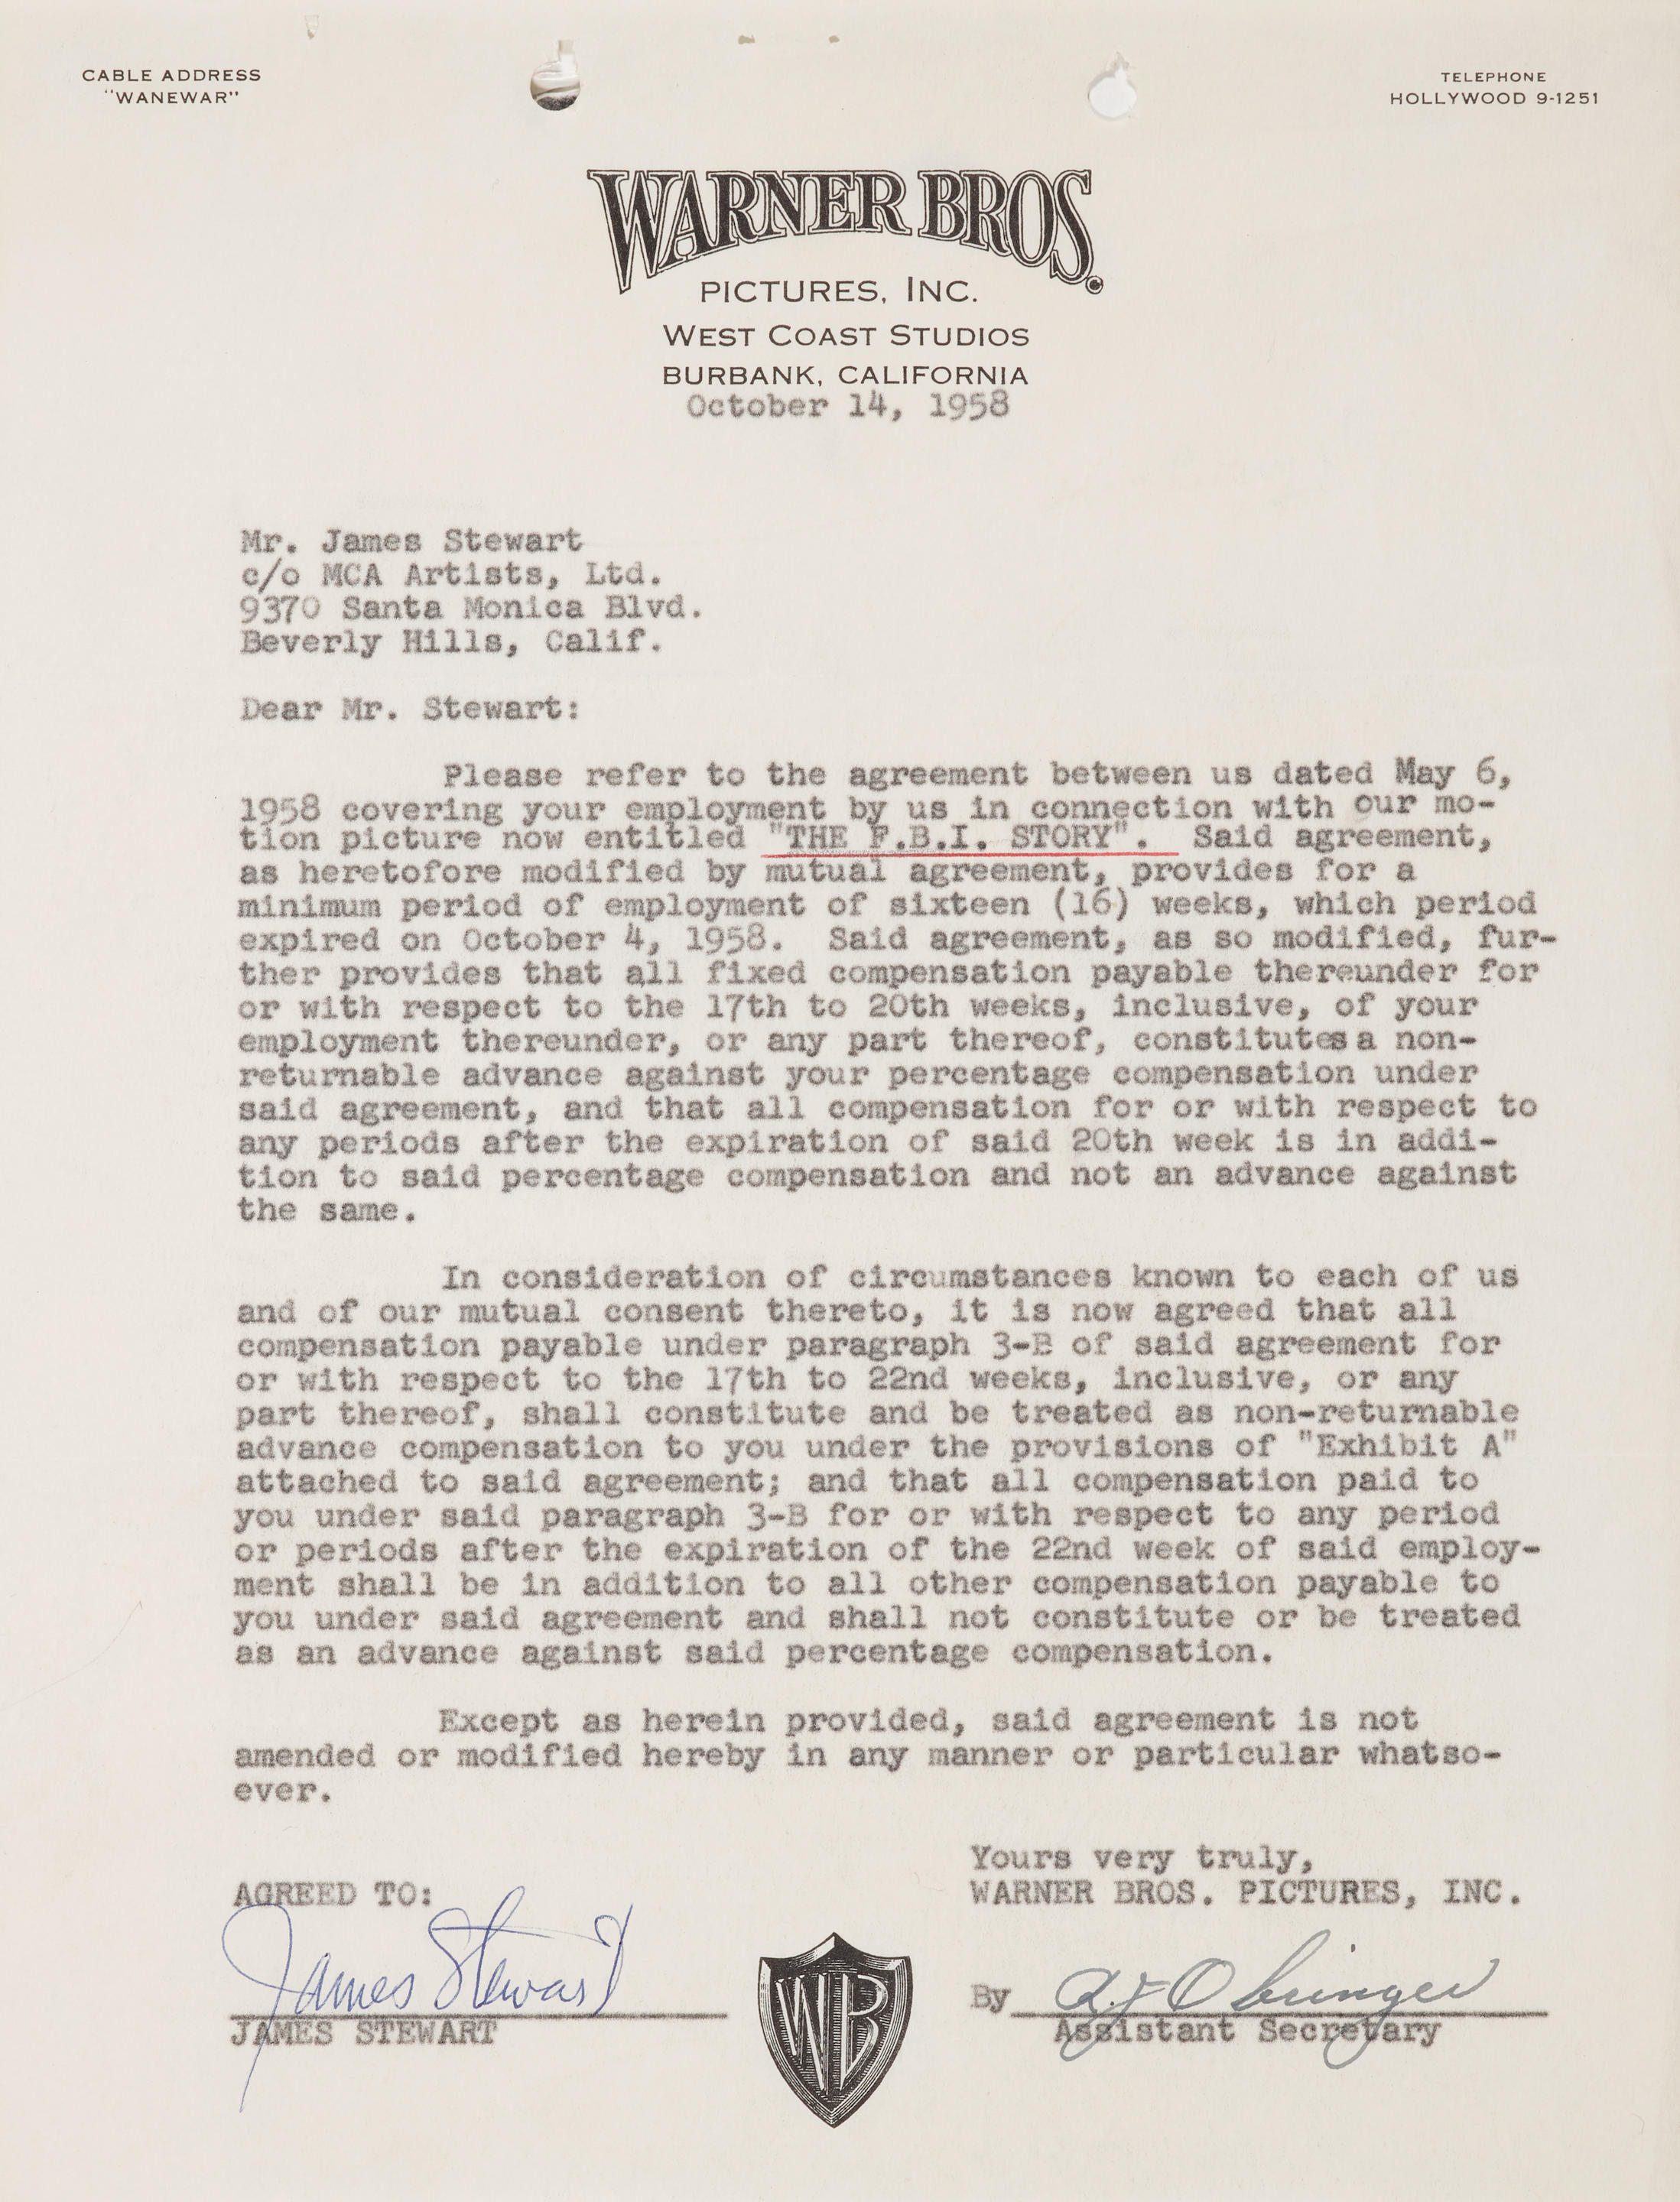 CABLE ADDRESS
"WANEWAR"
TELEPHONE
HOLLYWOOD 9-1251
WARNER BROS.
PICTURES, INC.
WEST COAST STUDIOS
BURBANK, CALIFORNIA
October 14, 1958
Mr. James Stewart
c/o MCA Artists, Ltd.
9370 Santa Monica Blvd.
Beverly Hills, Calif.
Dear Mr. Stewart:
Please refer to the agreement between us dated May 6,
1958 covering your employment by us in connection with our mo-
tion picture now entitled "THE F.B.I. STORY". Said agreement,
as heretofore modified by mutual agreement, provides for a
minimum period of employment of sixteen (16) weeks, which period
expired on October 4, 1958. Said agreement, as so modified, fur-
ther provides that all fixed compensation payable thereunder for
or with respect to the 17th to 20th weeks, inclusive, of your
employment thereunder, or any part thereof, constitutes a non-
returnable advance against your percentage compensation under
said agreement, and that all compensation for or with respect to
any periods after the expiration of said 20th week is in addi-
tion to said percentage compensation and not an advance against
the same.
In consideration of circumstances known to each of us
and of our mutual consent thereto, it is now agreed that all
compensation payable under paragraph 3-B of said agreement for
or with respect to the 17th to 22nd weeks, inclusive, or any
part thereof, shall constitute and be treated as non-returnable
advance compensation to you under the provisions of "Exhibit A"
attached to said agreement; and that all compensation paid to
you under said paragraph 3-B for or with respect to any period
or periods after the expiration of the 22nd week of said employ-
ment shall be in addition to all other compensation payable to
you under said agreement and shall not constitute or be treated
as an advance against said percentage compensation.
Except as herein provided, said agreement is not
amended or modified hereby in any manner or particular whatso-
ever.
Yours very truly,
WARNER BROS. PICTURES, INC.
AGREED TO:
James Stewart
JAMES STEWART
WB
By R.J. Obringer
Assistant Secretary